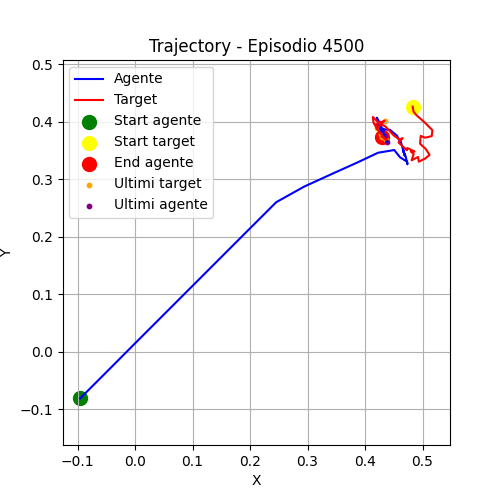 Trajectory - Episodio 4500
Agente
Target
Start agente
Start target
End agente
Ultimi target
Ultimi agente
0.5
0.4
0.3
0.2
0.1
0.0
−0.1
Y
−0.1
0.0
0.1
0.2
0.3
0.4
0.5
X